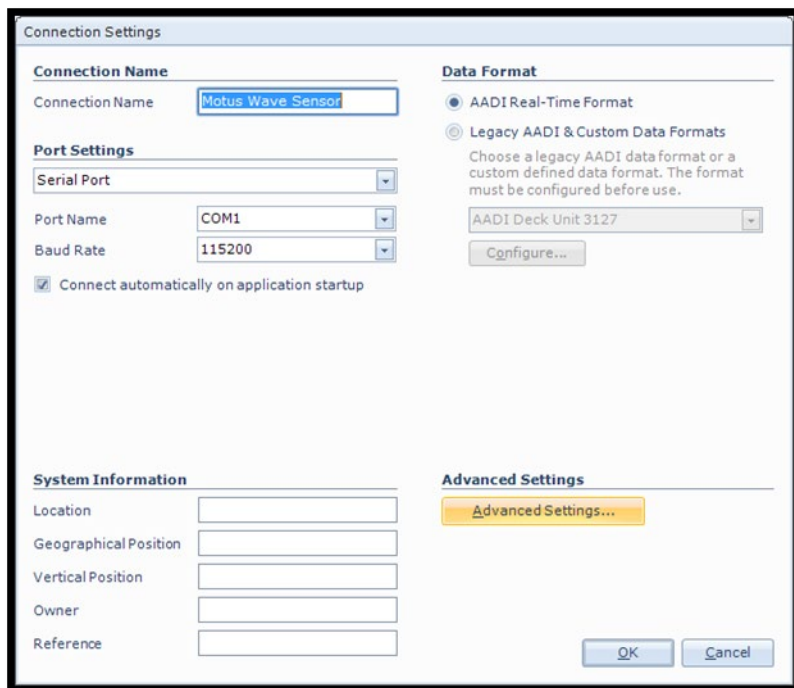 Connection Settings
Connection Name
Connection Name
Motus Wave Sensor
Port Settings
Serial Port
Port Name
COM1
Baud Rate
115200
Connect automatically on application startup
Data Format
AADI Real-Time Format
Legacy AADI & Custom Data Formats
Choose a legacy AADI data format or a
custom defined data format. The format
must be configured before use.
AADI Deck Unit 3127
Configure...
System Information
Location
Geographical Position
Vertical Position
Owner
Reference
Advanced Settings
Advanced Settings...
OK
Cancel